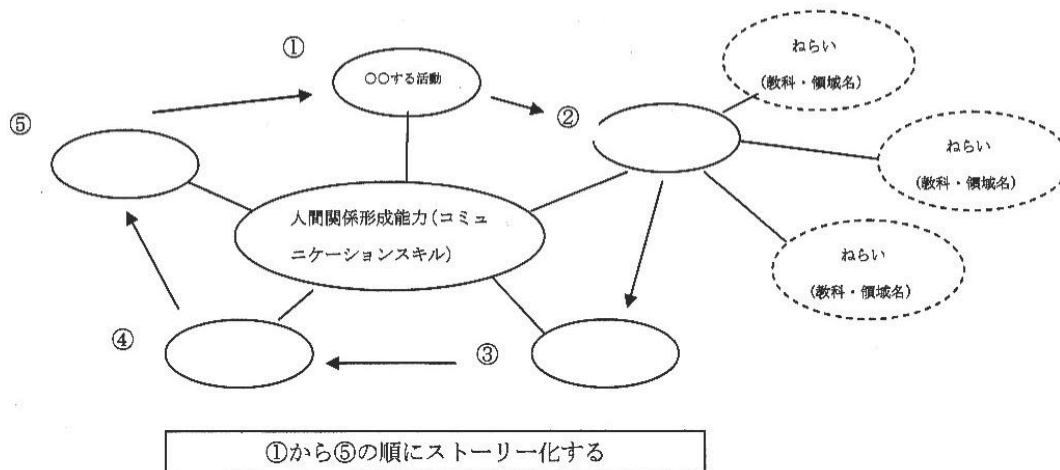 ①
〇〇する活動
②
ねらい
(教科・領域名)
ねらい
(教科・領域名)
ねらい
(教科・領域名)
⑤
人間関係形成能力(コミュ
ニケーションスキル)
④
③
①から⑤の順にストーリー化する